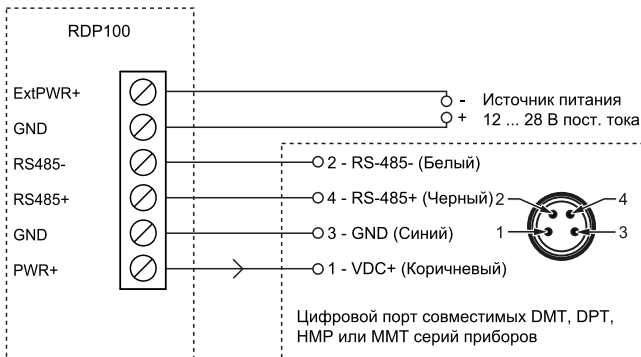 RDP100
ExtPWR+
GND
RS485-
RS485+
GND
PWR+
- Источник питания
+ 12 ... 28 В пост. тока
2 - RS-485- (Белый)
4 - RS-485+ (Черный)
3 - GND (Синий)
1 - VDC+ (Коричневый)
2 4
1 3
Цифровой порт совместимых DMT, DPT,
HMP или MMT серий приборов